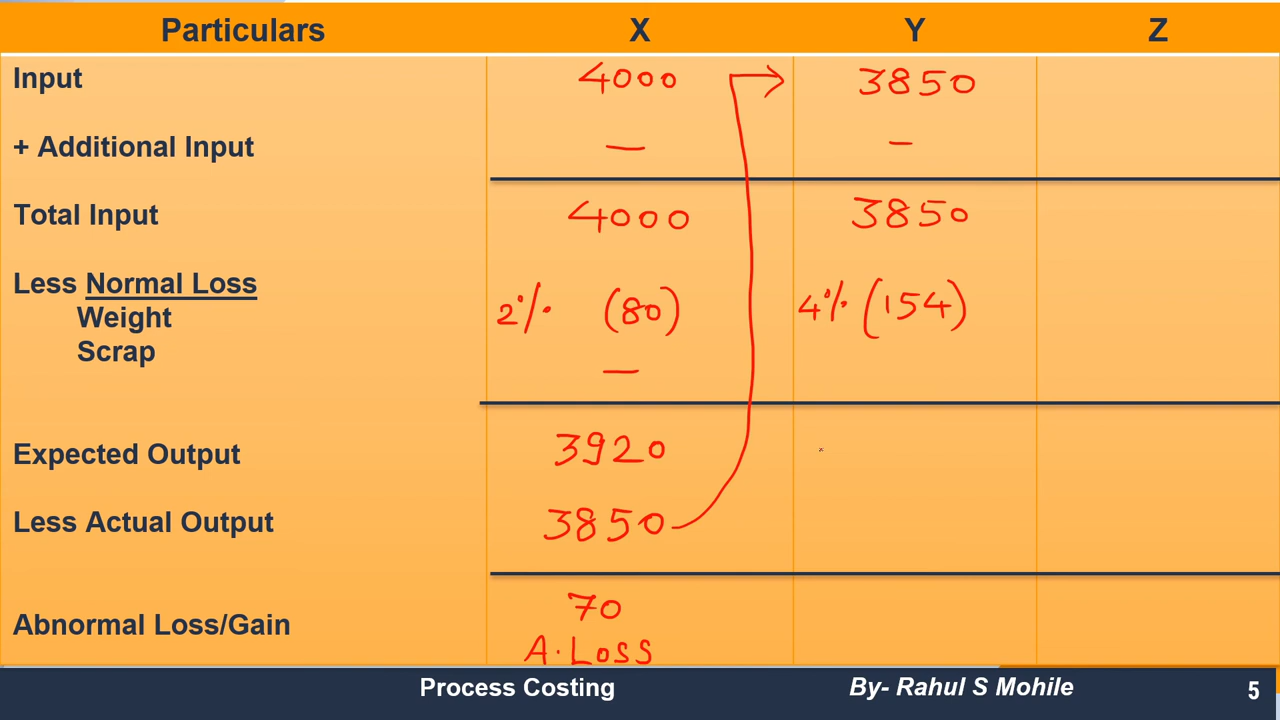 Particulars X Y Z
Input 4000 3850
+ Additional Input — –
Total Input 4000 3850
Less Normal Loss
Weight 2% (80) 4% (154)
Scrap —
Expected Output 3920
Less Actual Output 3850
Abnormal Loss/Gain 70
A. Loss
Process Costing By- Rahul S Mohile 5